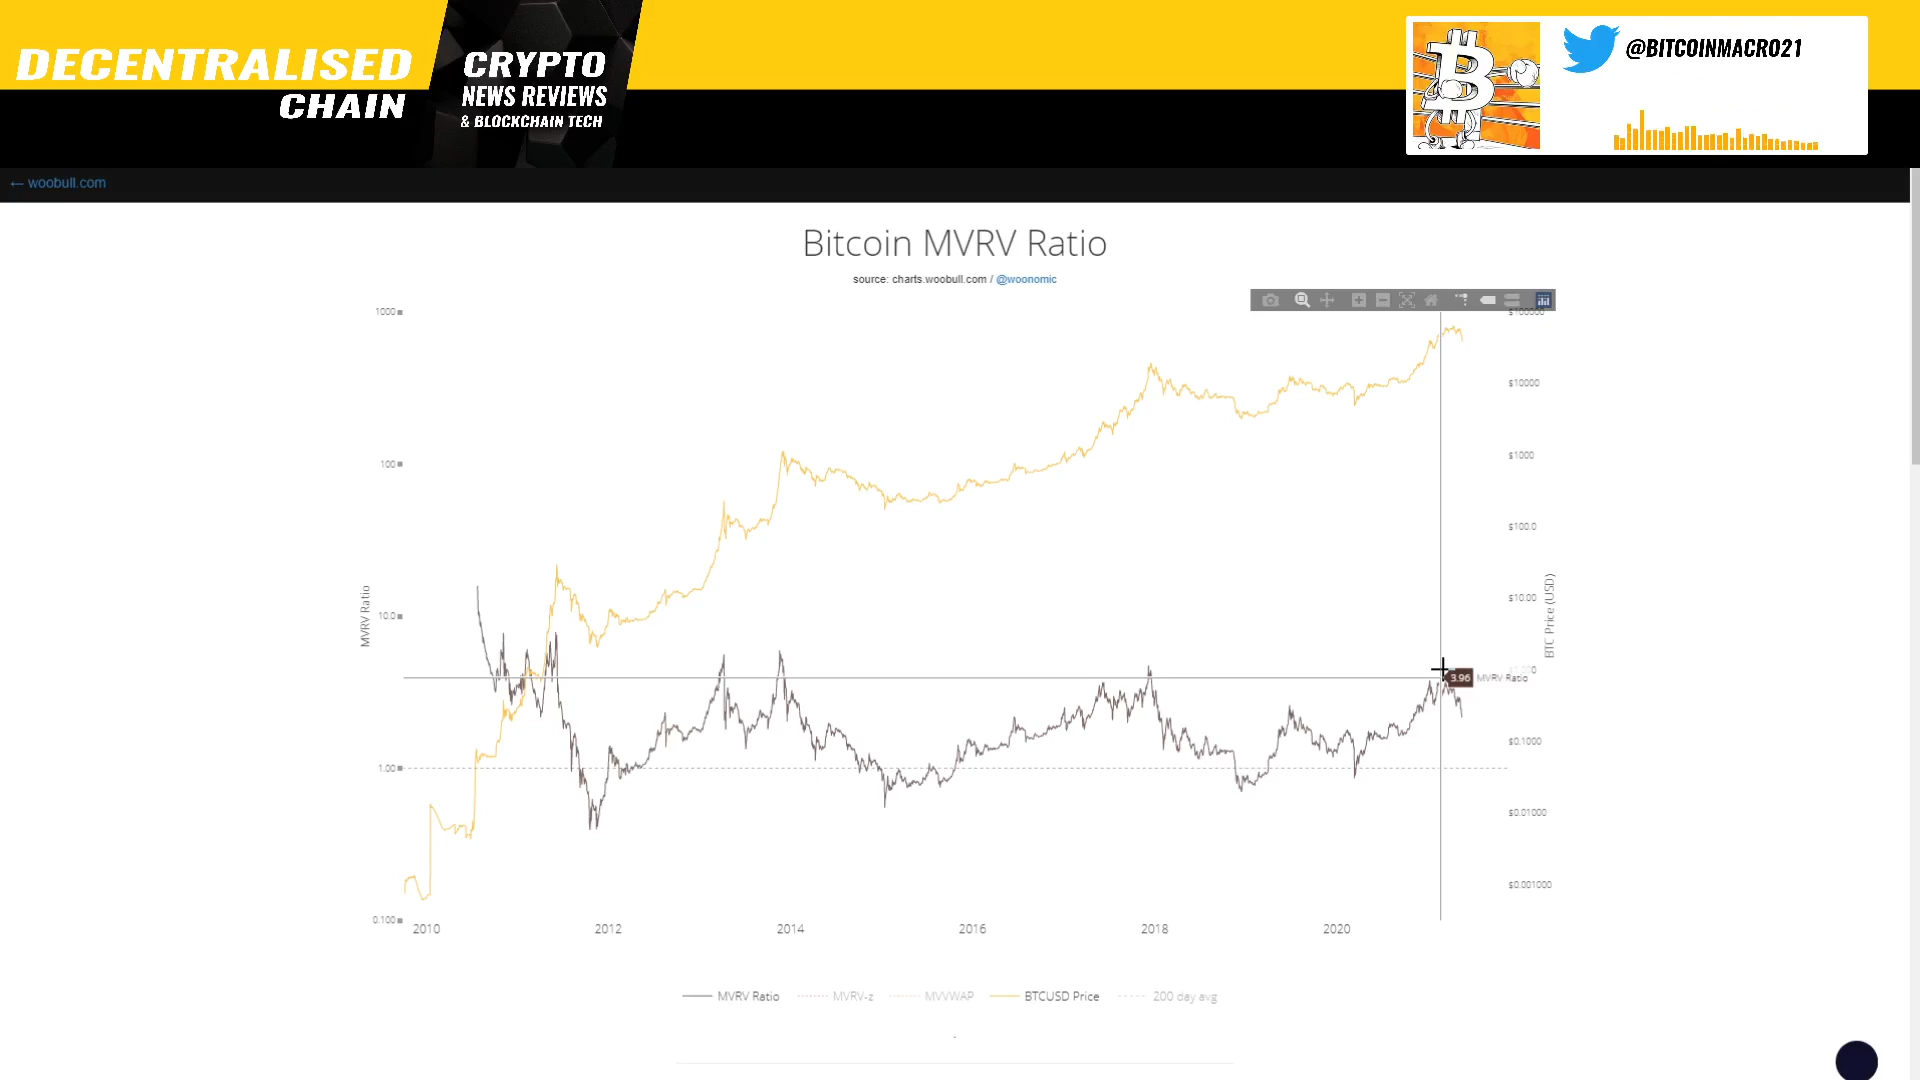 DECENTRALISED
CHAIN
CRYPTO
NEWS REVIEWS
& BLOCKCHAIN TECH
@BITCOINMACRO21
← woobull.com
Bitcoin MVRV Ratio
source: charts.woobull.com / @woonomic
1000
100
10.0
1.00
0.100
MVRV Ratio
$100000
$10000
$1000
$100.0
$10.00
$0.1000
$0.01000
$0.001000
BTC Price (USD)
3.96 MVRV Ratio
2010 2012 2014 2016 2018 2020
MVRV Ratio MVRV-z MVVWAP BTCUSD Price 200 day avg